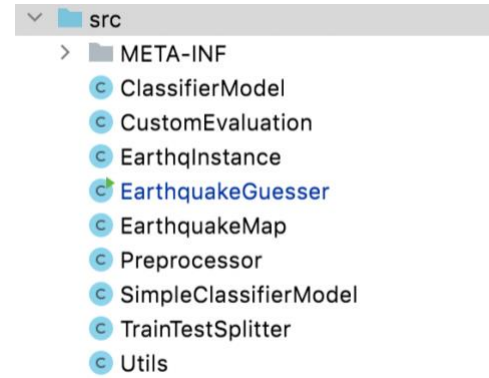 src
META-INF
C ClassifierModel
C CustomEvaluation
C EarthqInstance
C EarthquakeGuesser
C EarthquakeMap
C Preprocessor
C SimpleClassifierModel
C TrainTestSplitter
C Utils